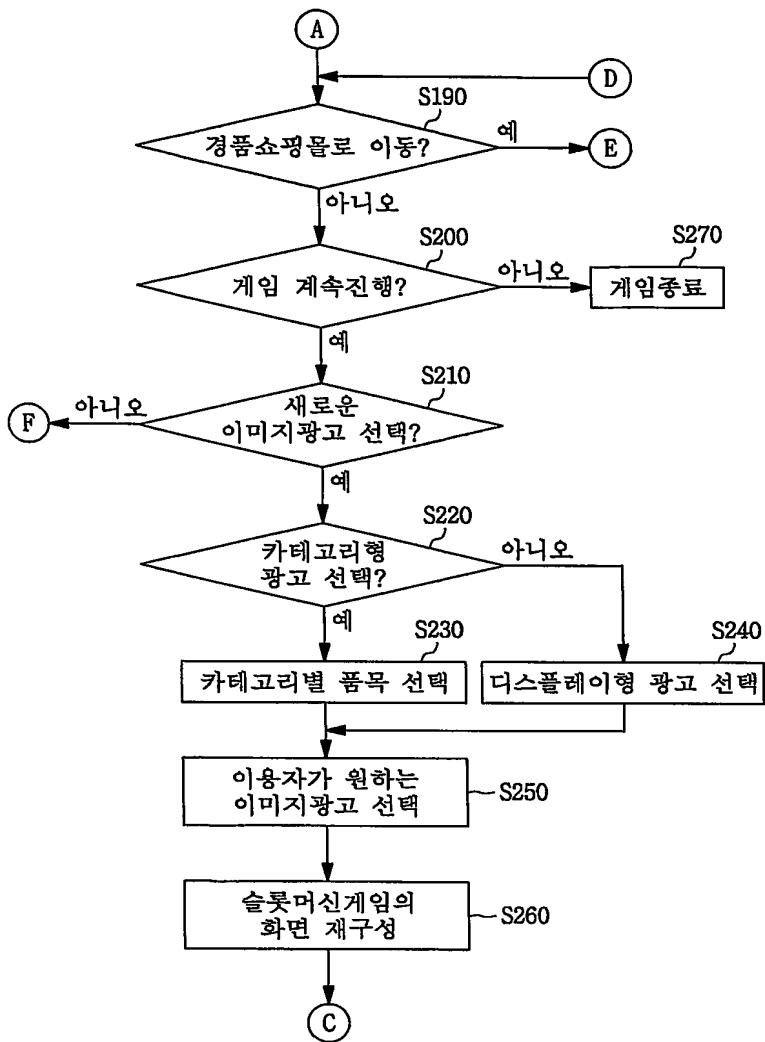 A
D
S190
경품쇼핑몰로 이동?
예
E
아니오
S200
게임 계속진행?
아니오
S270
게임종료
예
S210
새로운
이미지광고 선택?
아니오
F
예
S220
카테고리형
광고 선택?
아니오
예
S230
카테고리별 품목 선택
S240
디스플레이형 광고 선택
이용자가 원하는
이미지광고 선택
S250
슬롯머신게임의
화면 재구성
S260
C